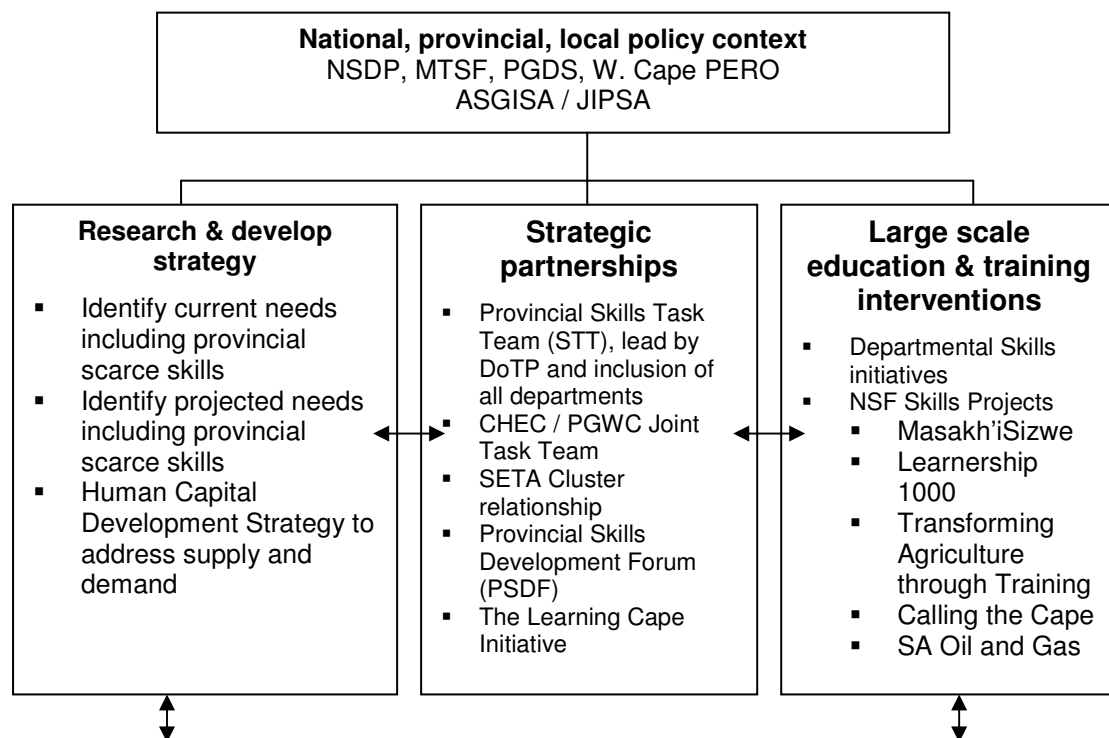 National, provincial, local policy context
NSDP, MTSF, PGDS, W. Cape PERO
ASGISA / JIPSA
Research & develop
strategy
▪ Identify current needs
including provincial
scarce skills
▪ Identify projected needs
including provincial
scarce skills
▪ Human Capital
Development Strategy to
address supply and
demand
Strategic
partnerships
▪ Provincial Skills Task
Team (STT), lead by
DoTP and inclusion of
all departments
▪ CHEC / PGWC Joint
Task Team
▪ SETA Cluster
relationship
▪ Provincial Skills
Development Forum
(PSDF)
▪ The Learning Cape
Initiative
Large scale
education & training
interventions
▪ Departmental Skills
initiatives
▪ NSF Skills Projects
▪ Masakh'iSizwe
▪ Learnership
1000
▪ Transforming
Agriculture
through Training
▪ Calling the Cape
▪ SA Oil and Gas